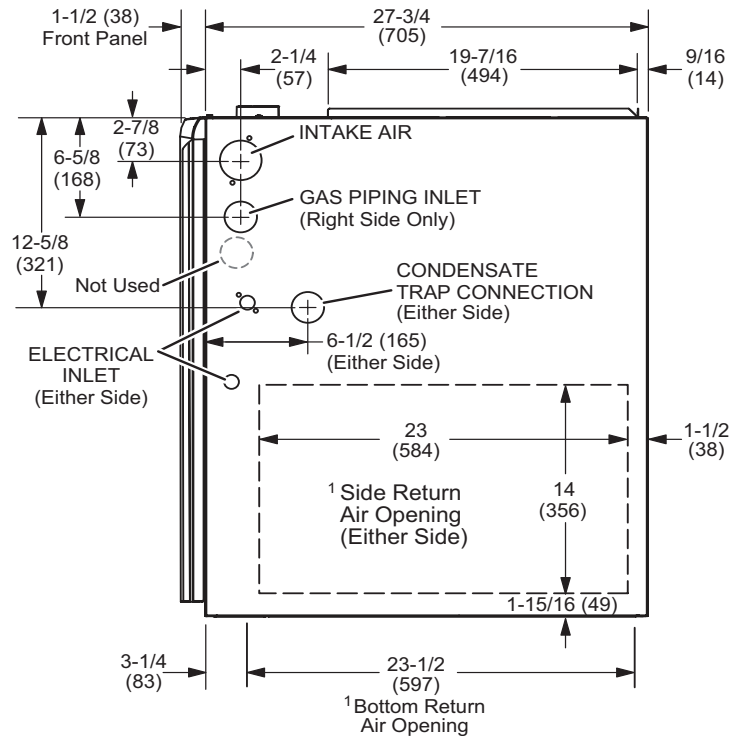 1-1/2 (38)
Front Panel
27-3/4
(705)
2-1/4
(57)
19-7/16
(494)
9/16
(14)
2-7/8
(73)
INTAKE AIR
6-5/8
(168)
GAS PIPING INLET
(Right Side Only)
12-5/8
(321)
Not Used
CONDENSATE
TRAP CONNECTION
(Either Side)
6-1/2 (165)
(Either Side)
ELECTRICAL
INLET
(Either Side)
23
(584)
1-1/2
(38)
1 Side Return
Air Opening
(Either Side)
14
(356)
1-15/16 (49)
3-1/4
(83)
23-1/2
(597)
1 Bottom Return
Air Opening